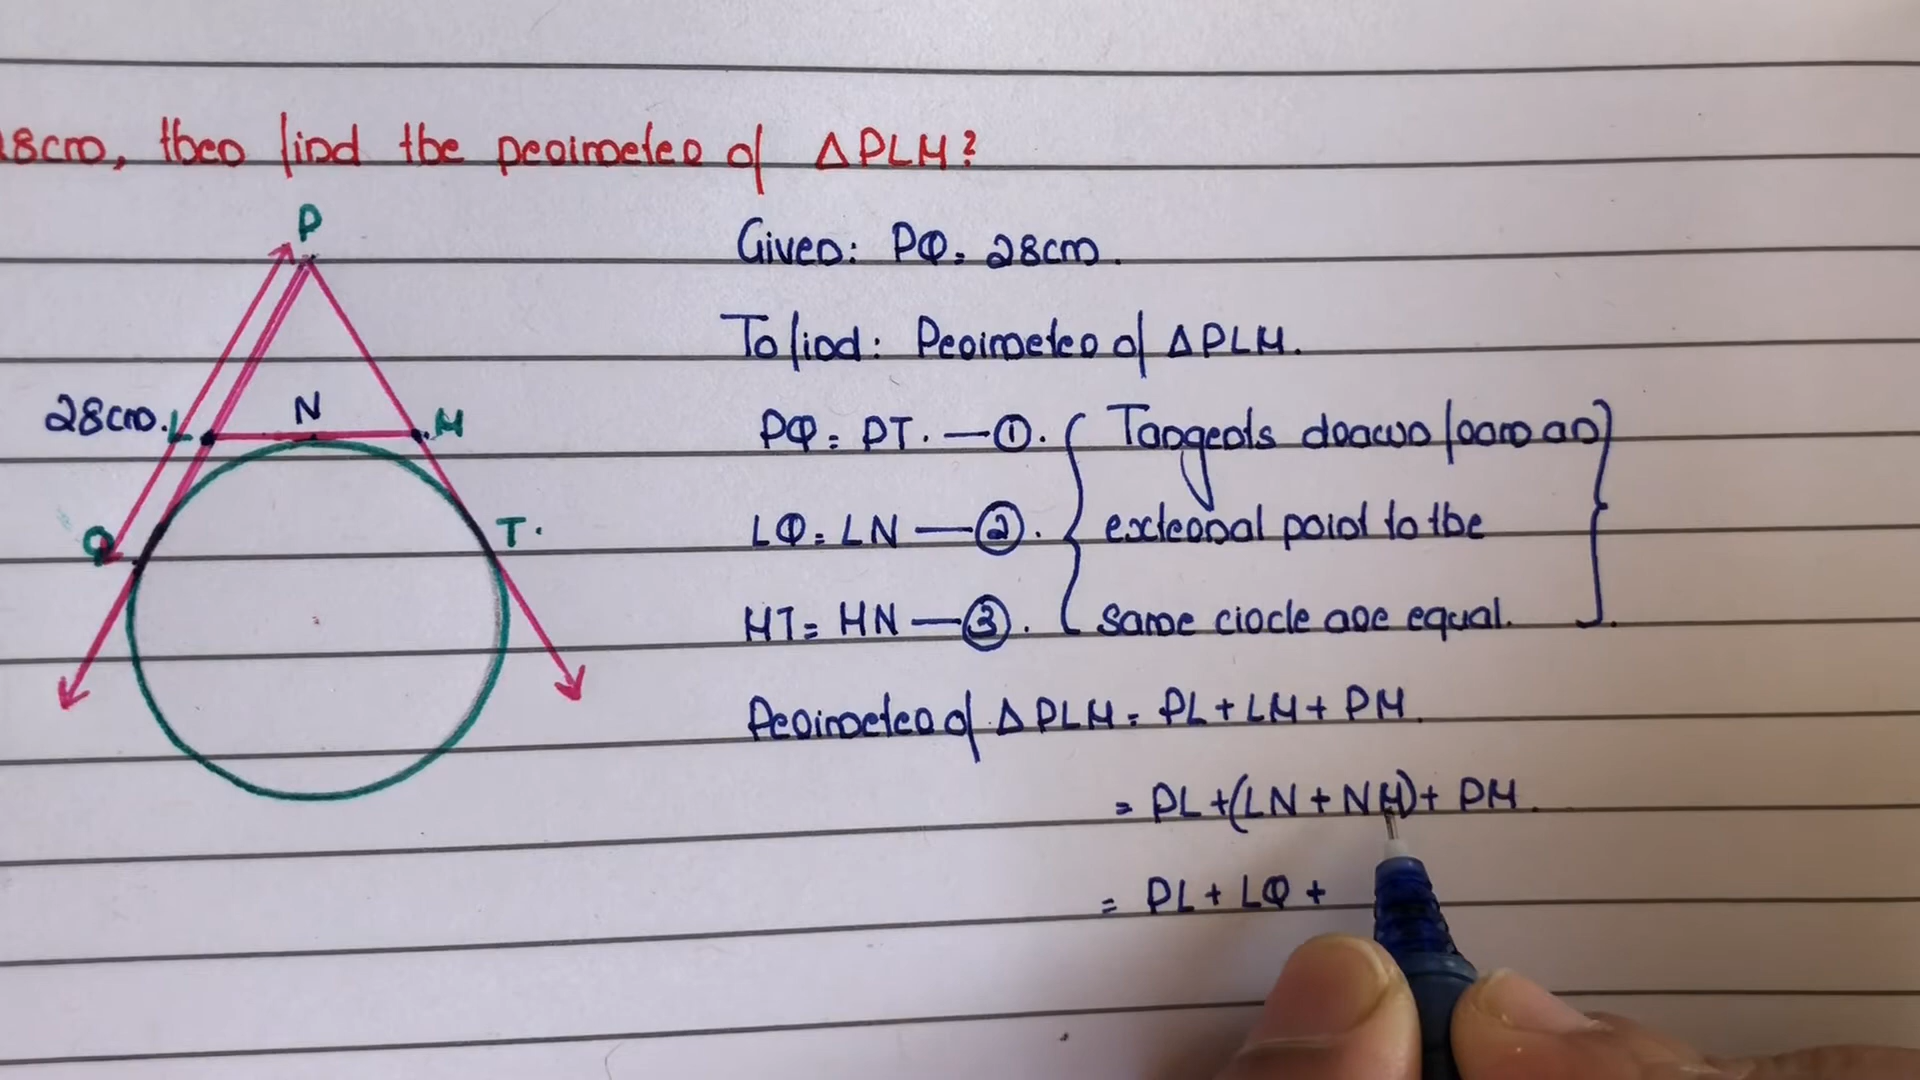 8cm, then find the perimeter of ΔPLM?
P
Given: PQ = 28cm.
To find: Perimeter of ΔPLM.
28cm.
L
N
M
PQ = PT. — ①.
Tangents drawn from an
Q
T.
LQ = LN — ②.
external point to the
MT = MN — ③.
same circle are equal.
Perimeter of ΔPLM = PL + LM + PM.
= PL + (LN + NM) + PM.
= PL + LQ +